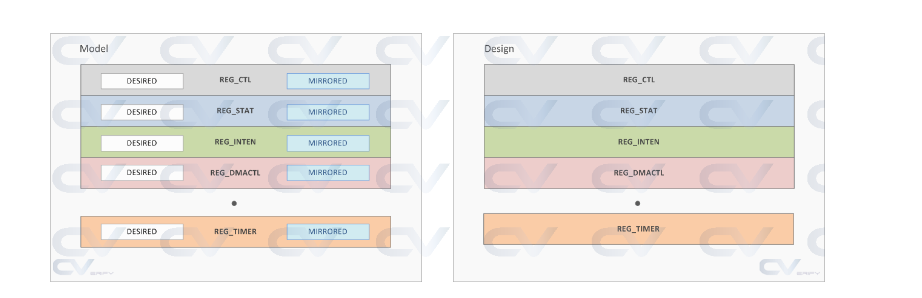 Model
DESIRED REG_CTL MIRRORED
DESIRED REG_STAT MIRRORED
DESIRED REG_INTEN MIRRORED
DESIRED REG_DMACTL MIRRORED
DESIRED REG_TIMER MIRRORED
Design
REG_CTL
REG_STAT
REG_INTEN
REG_DMACTL
REG_TIMER